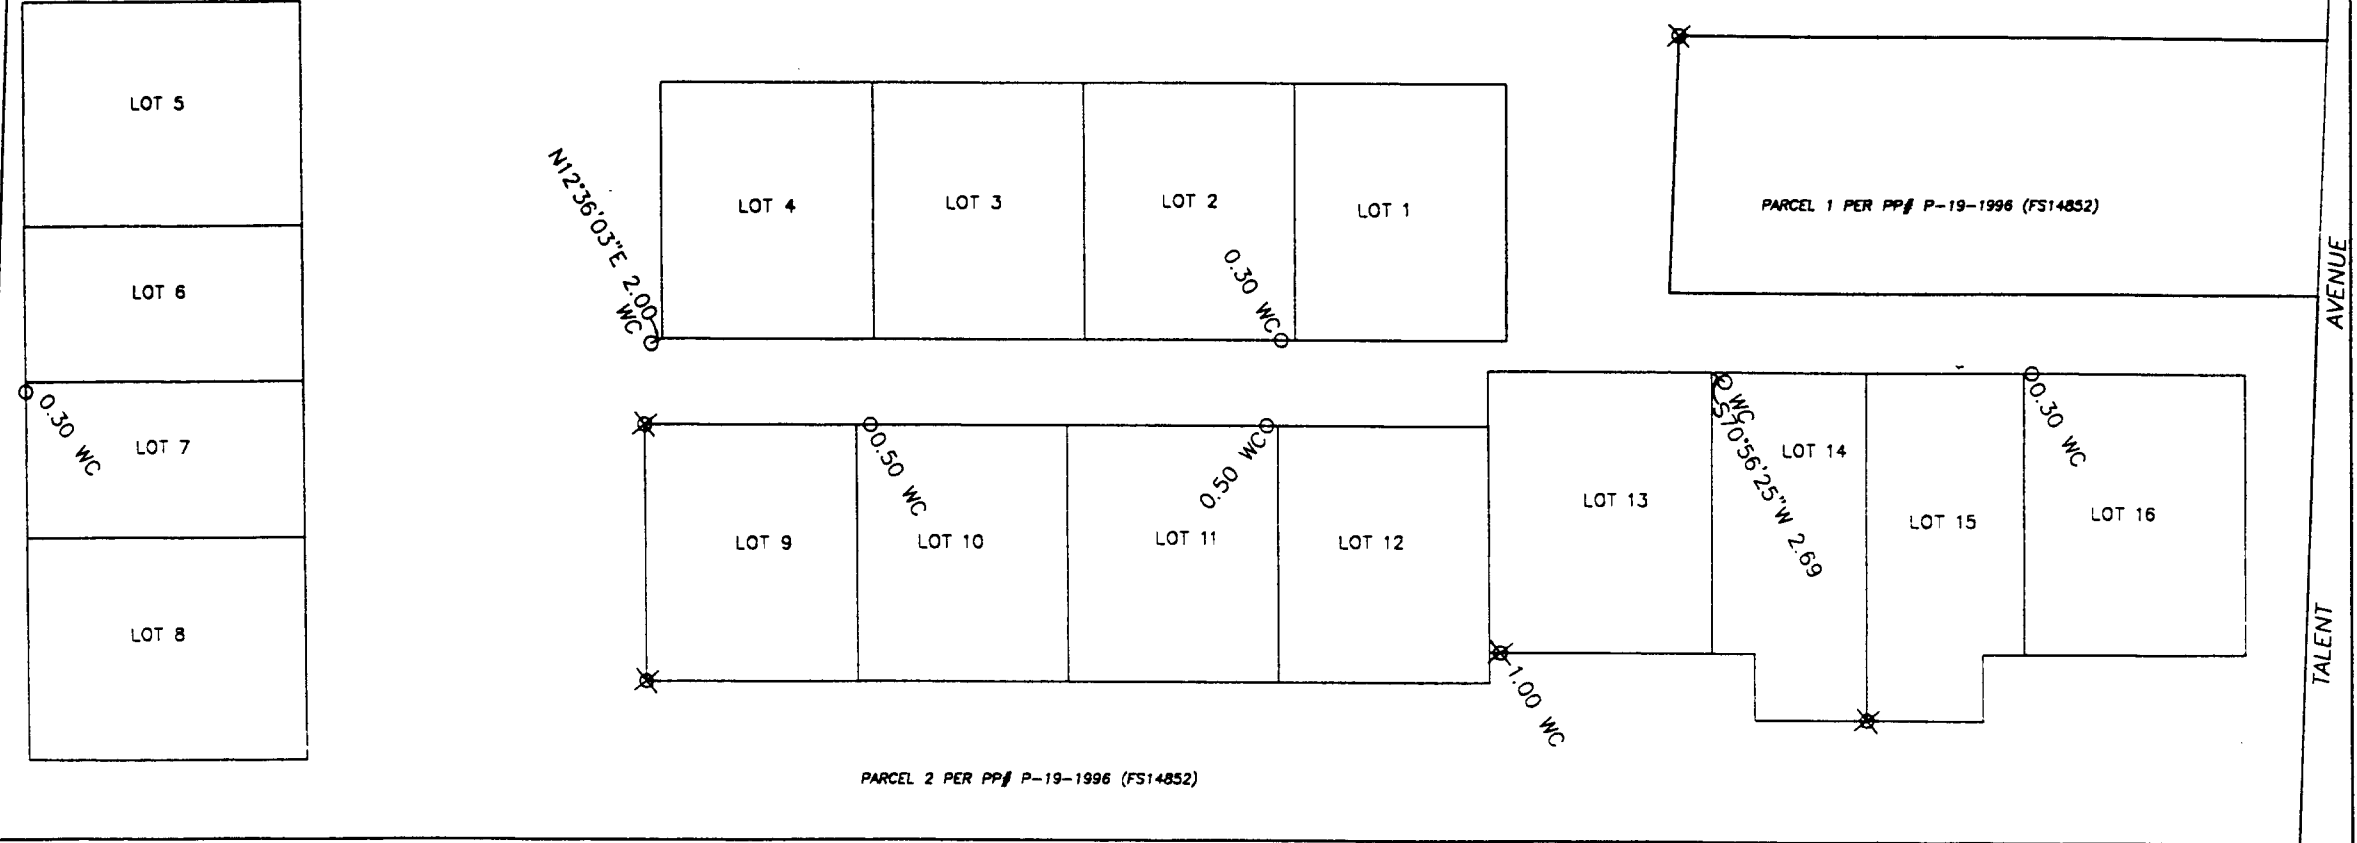 LOT 5
LOT 6
0.30 WC
LOT 7
LOT 8
N12°36'03"E 2.00
WC
LOT 4
LOT 3
LOT 2
0.30 WC
LOT 1
PARCEL 1 PER PP# P-19-1996 (FS14852)
LOT 9
0.50 WC
LOT 10
0.50 WC
LOT 11
LOT 12
LOT 13
1.00 WC
WC
S70°56'25"W 2.69
LOT 14
LOT 15
0.30 WC
LOT 16
TALENT AVENUE
PARCEL 2 PER PP# P-19-1996 (FS14852)